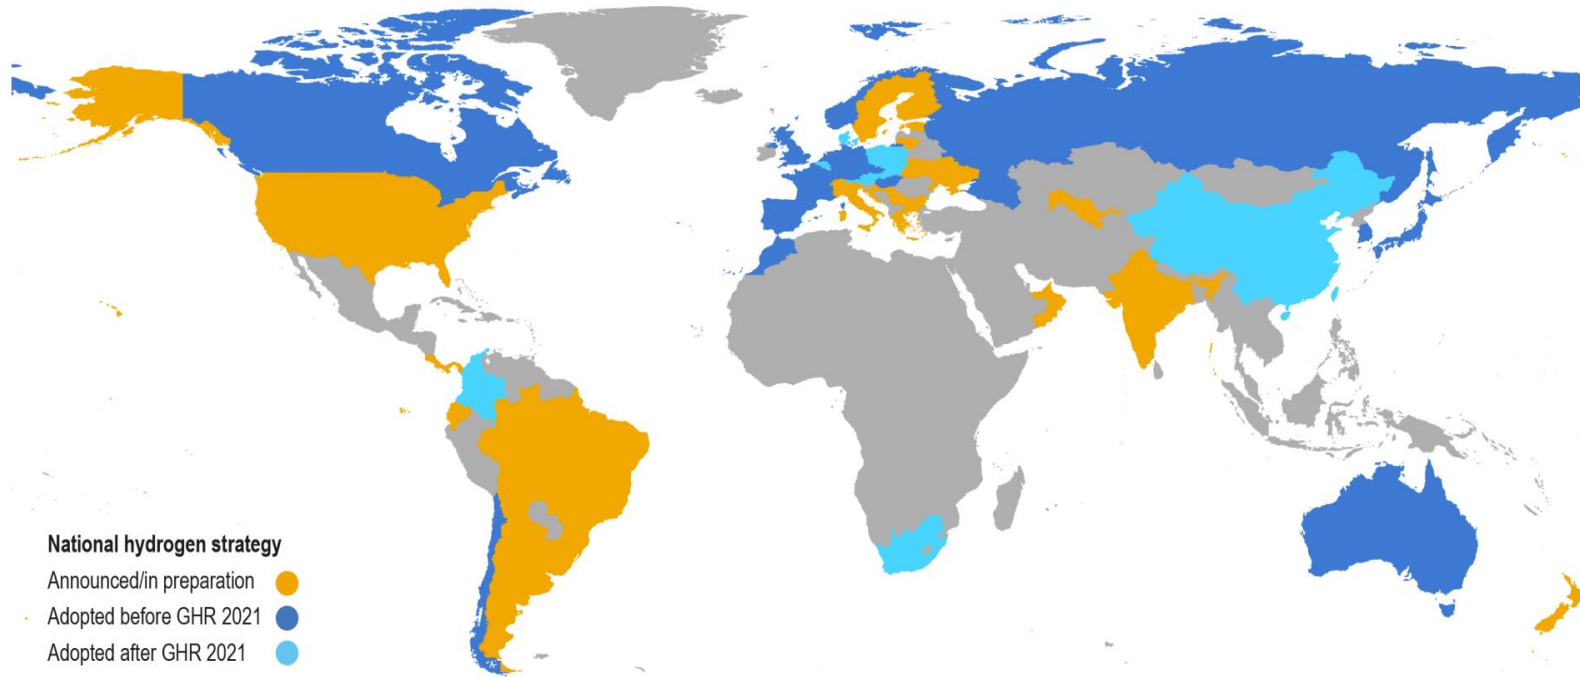 National hydrogen strategy
Announced/in preparation
Adopted before GHR 2021
Adopted after GHR 2021